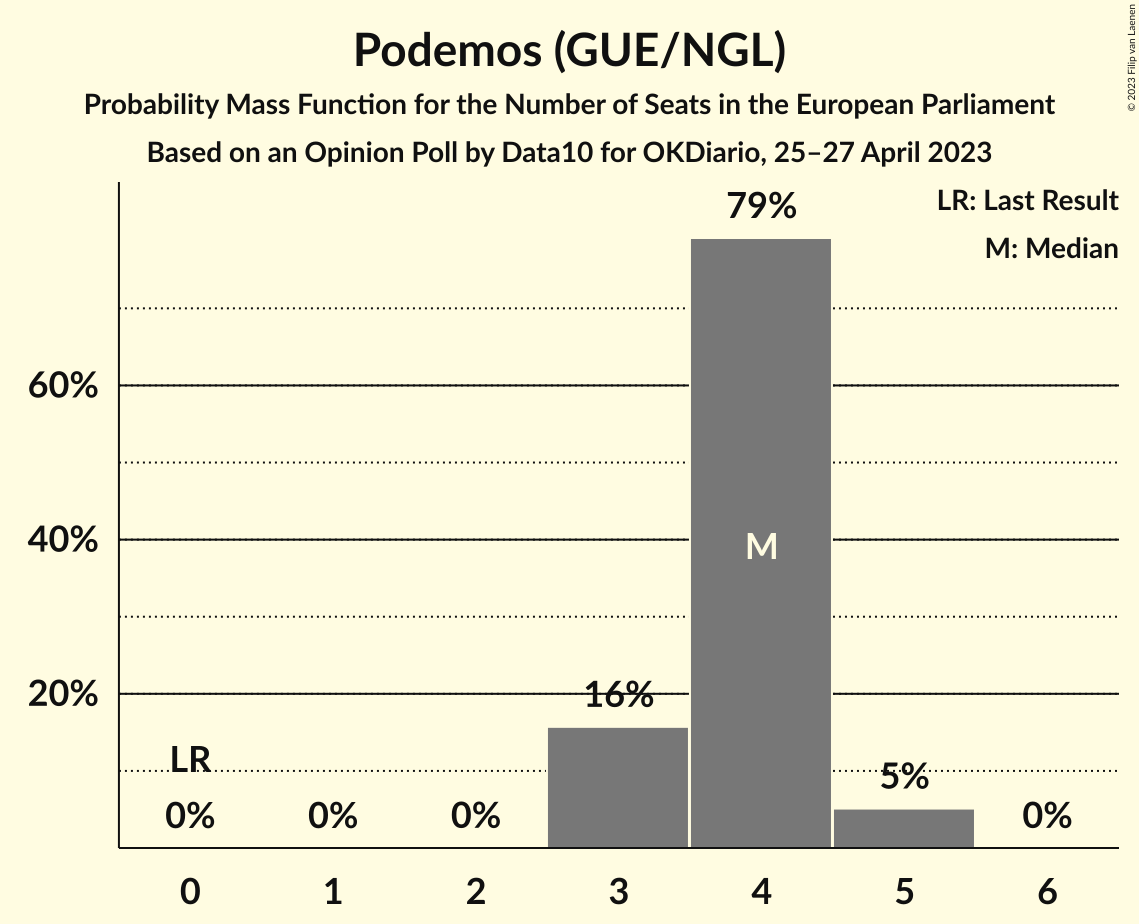 Podemos (GUE/NGL)
Probability Mass Function for the Number of Seats in the European Parliament
Based on an Opinion Poll by Data10 for OKDiario, 25–27 April 2023
© 2023 Filip van Laenen
LR: Last Result
M: Median
79%
60%
40%
20%
M
16%
LR
5%
0%
0%
0%
0%
0
1
2
3
4
5
6